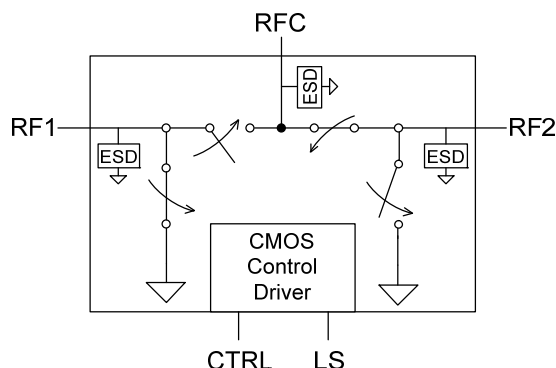 RFC
ESD
RF1
RF2
ESD
ESD
CMOS
Control
Driver
CTRL
LS